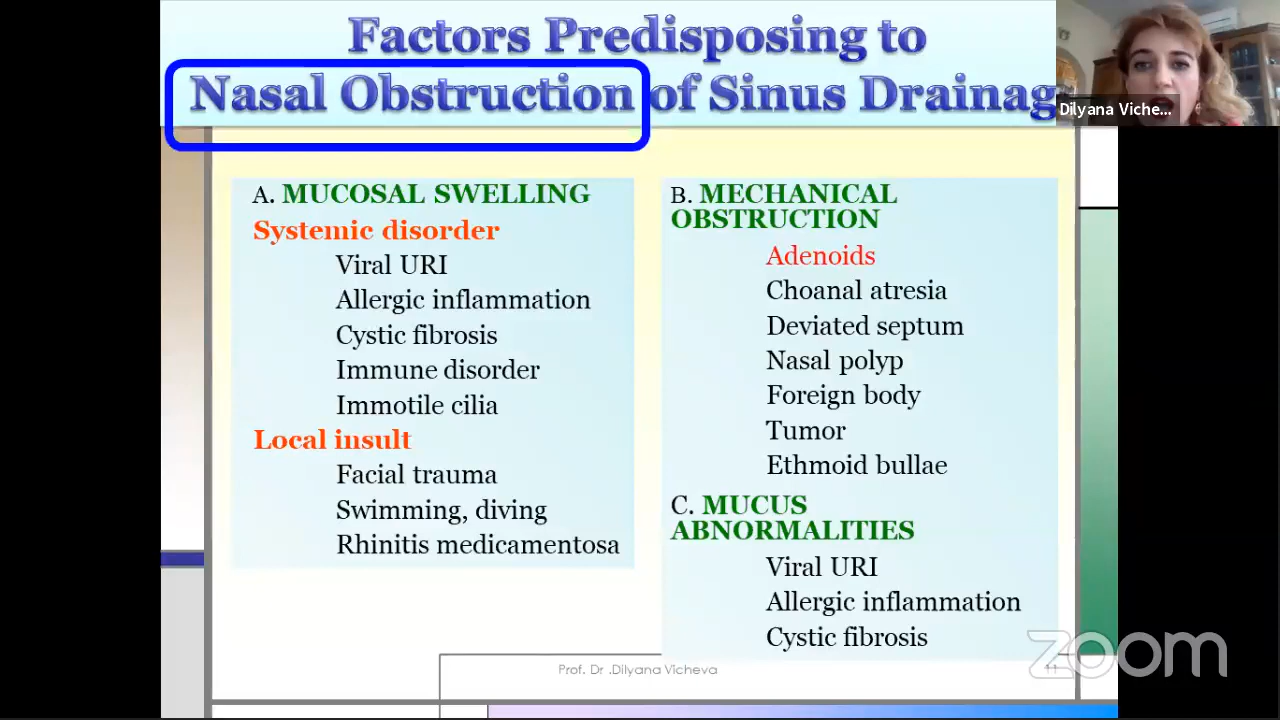 Factors Predisposing to
Nasal Obstruction of Sinus Drainag
Dilyana Viche...
A. MUCOSAL SWELLING
Systemic disorder
Viral URI
Allergic inflammation
Cystic fibrosis
Immune disorder
Immotile cilia
Local insult
Facial trauma
Swimming, diving
Rhinitis medicamentosa
B. MECHANICAL
OBSTRUCTION
Adenoids
Choanal atresia
Deviated septum
Nasal polyp
Foreign body
Tumor
Ethmoid bullae
C. MUCUS
ABNORMALITIES
Viral URI
Allergic inflammation
Cystic fibrosis
Prof. Dr .Dilyana Vicheva
11
zoom